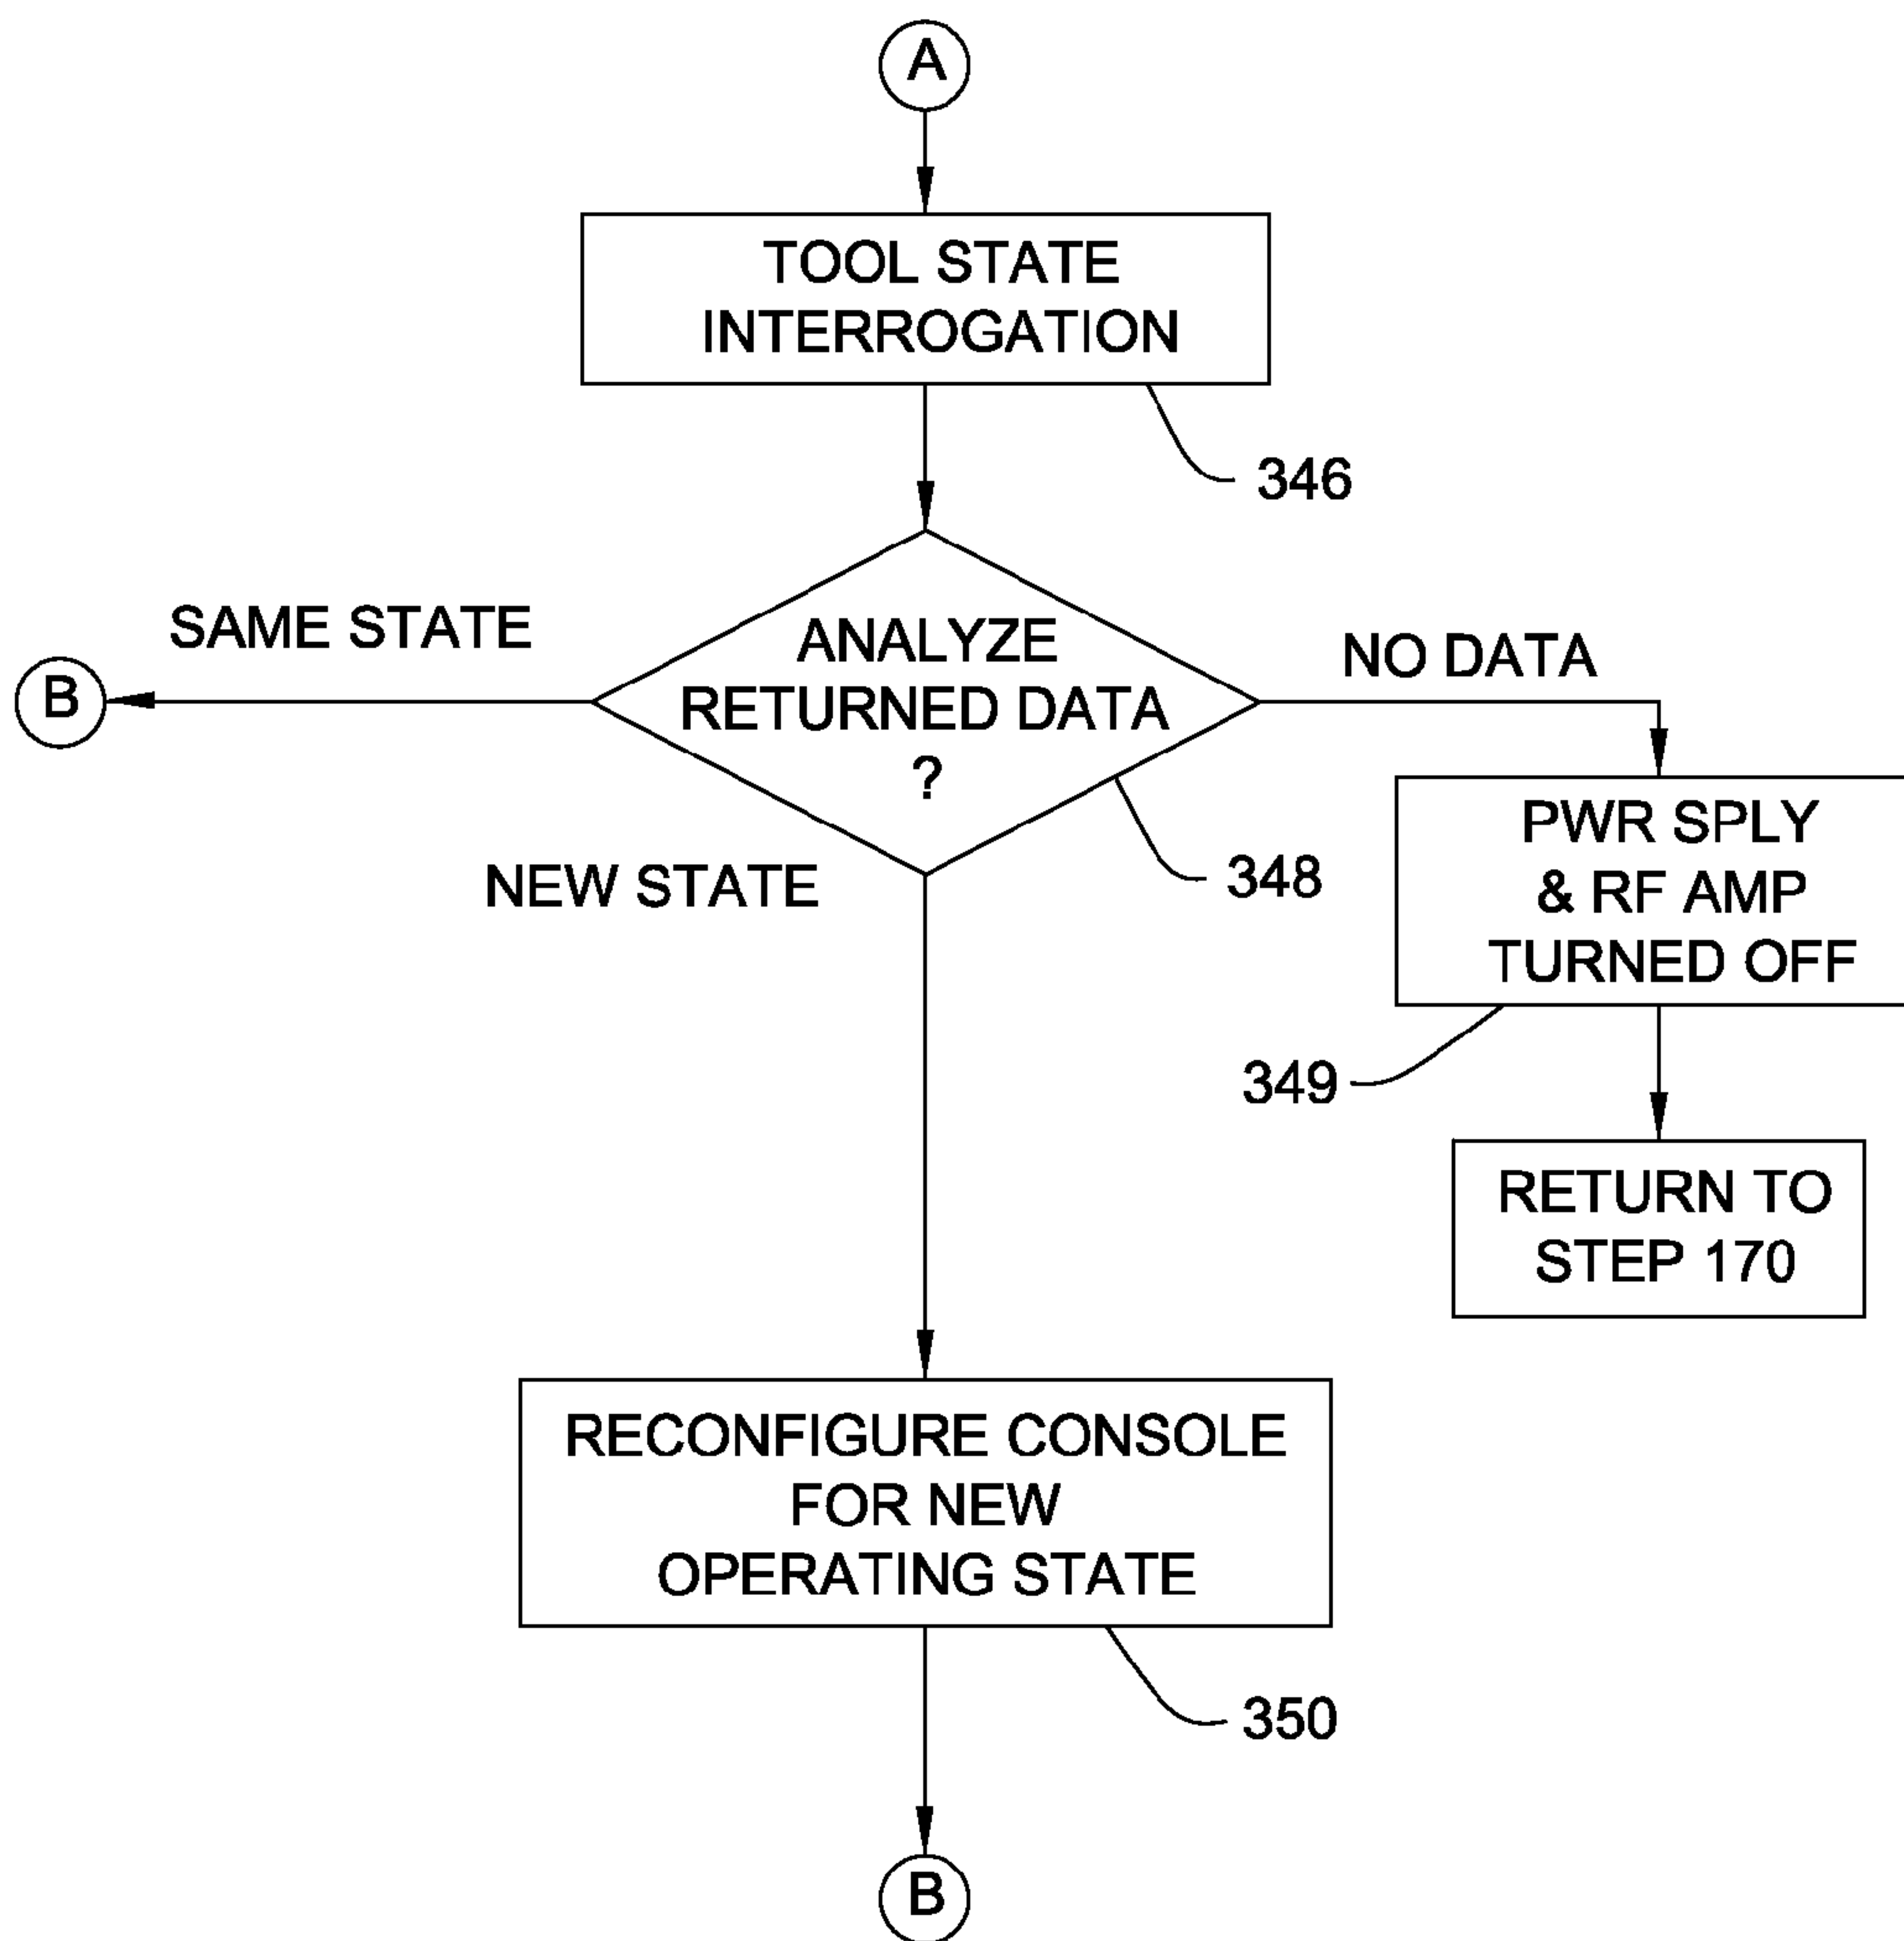 A
TOOL STATE
INTERROGATION
346
SAME STATE
B
ANALYZE
RETURNED DATA
?
NO DATA
348
NEW STATE
PWR SPLY
& RF AMP
TURNED OFF
349
RETURN TO
STEP 170
RECONFIGURE CONSOLE
FOR NEW
OPERATING STATE
350
B